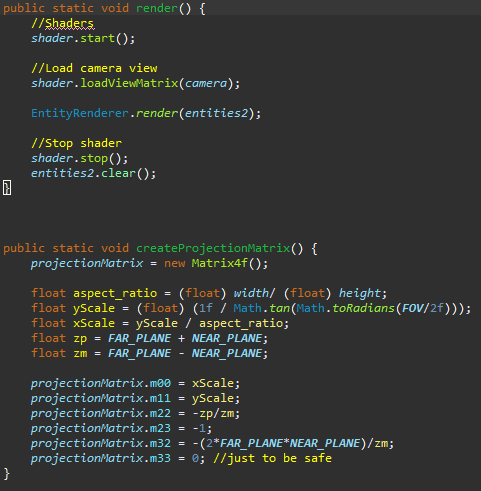 public static void render() {
//Shaders
shader.start();
//Load camera view
shader.loadViewMatrix(camera);
EntityRenderer.render(entities2);
//Stop shader
shader.stop();
entities2.clear();
}
public static void createProjectionMatrix() {
projectionMatrix = new Matrix4f();
float aspect_ratio = (float) width/ (float) height;
float yScale = (float) (1f / Math.tan(Math.toRadians(FOV/2f)));
float xScale = yScale / aspect_ratio;
float zp = FAR_PLANE + NEAR_PLANE;
float zm = FAR_PLANE - NEAR_PLANE;
projectionMatrix.m00 = xScale;
projectionMatrix.m11 = yScale;
projectionMatrix.m22 = -zp/zm;
projectionMatrix.m23 = -1;
projectionMatrix.m32 = -(2*FAR_PLANE*NEAR_PLANE)/zm;
projectionMatrix.m33 = 0; //just to be safe
}